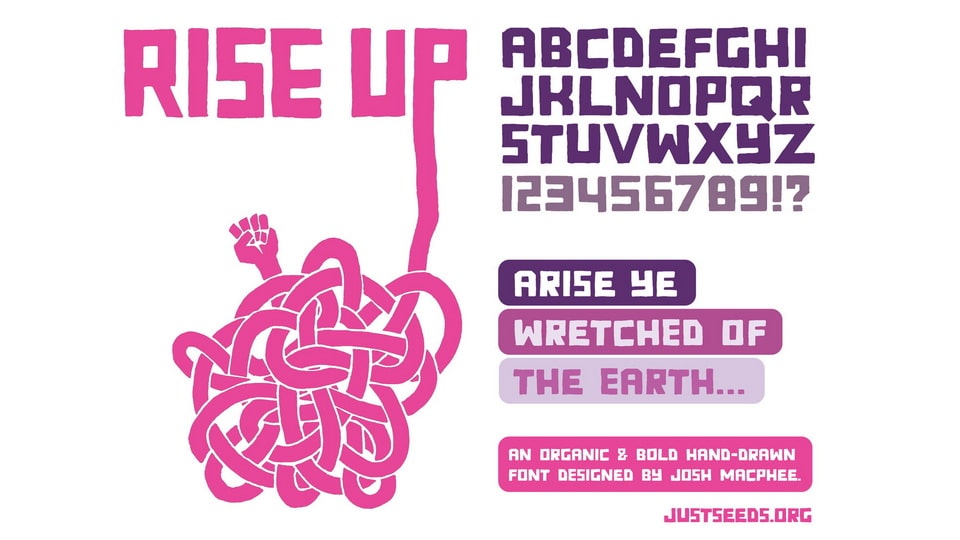 RISE UP
ABCDEFGHI
JKLNOPQR
STUVWXYZ
123456789!?
ARISE YE
WRETCHED OF
THE EARTH...
AN ORGANIC & BOLD HAND-DRAWN
FONT DESIGNED BY JOSH MACPHEE.
JUSTSEEDS.ORG